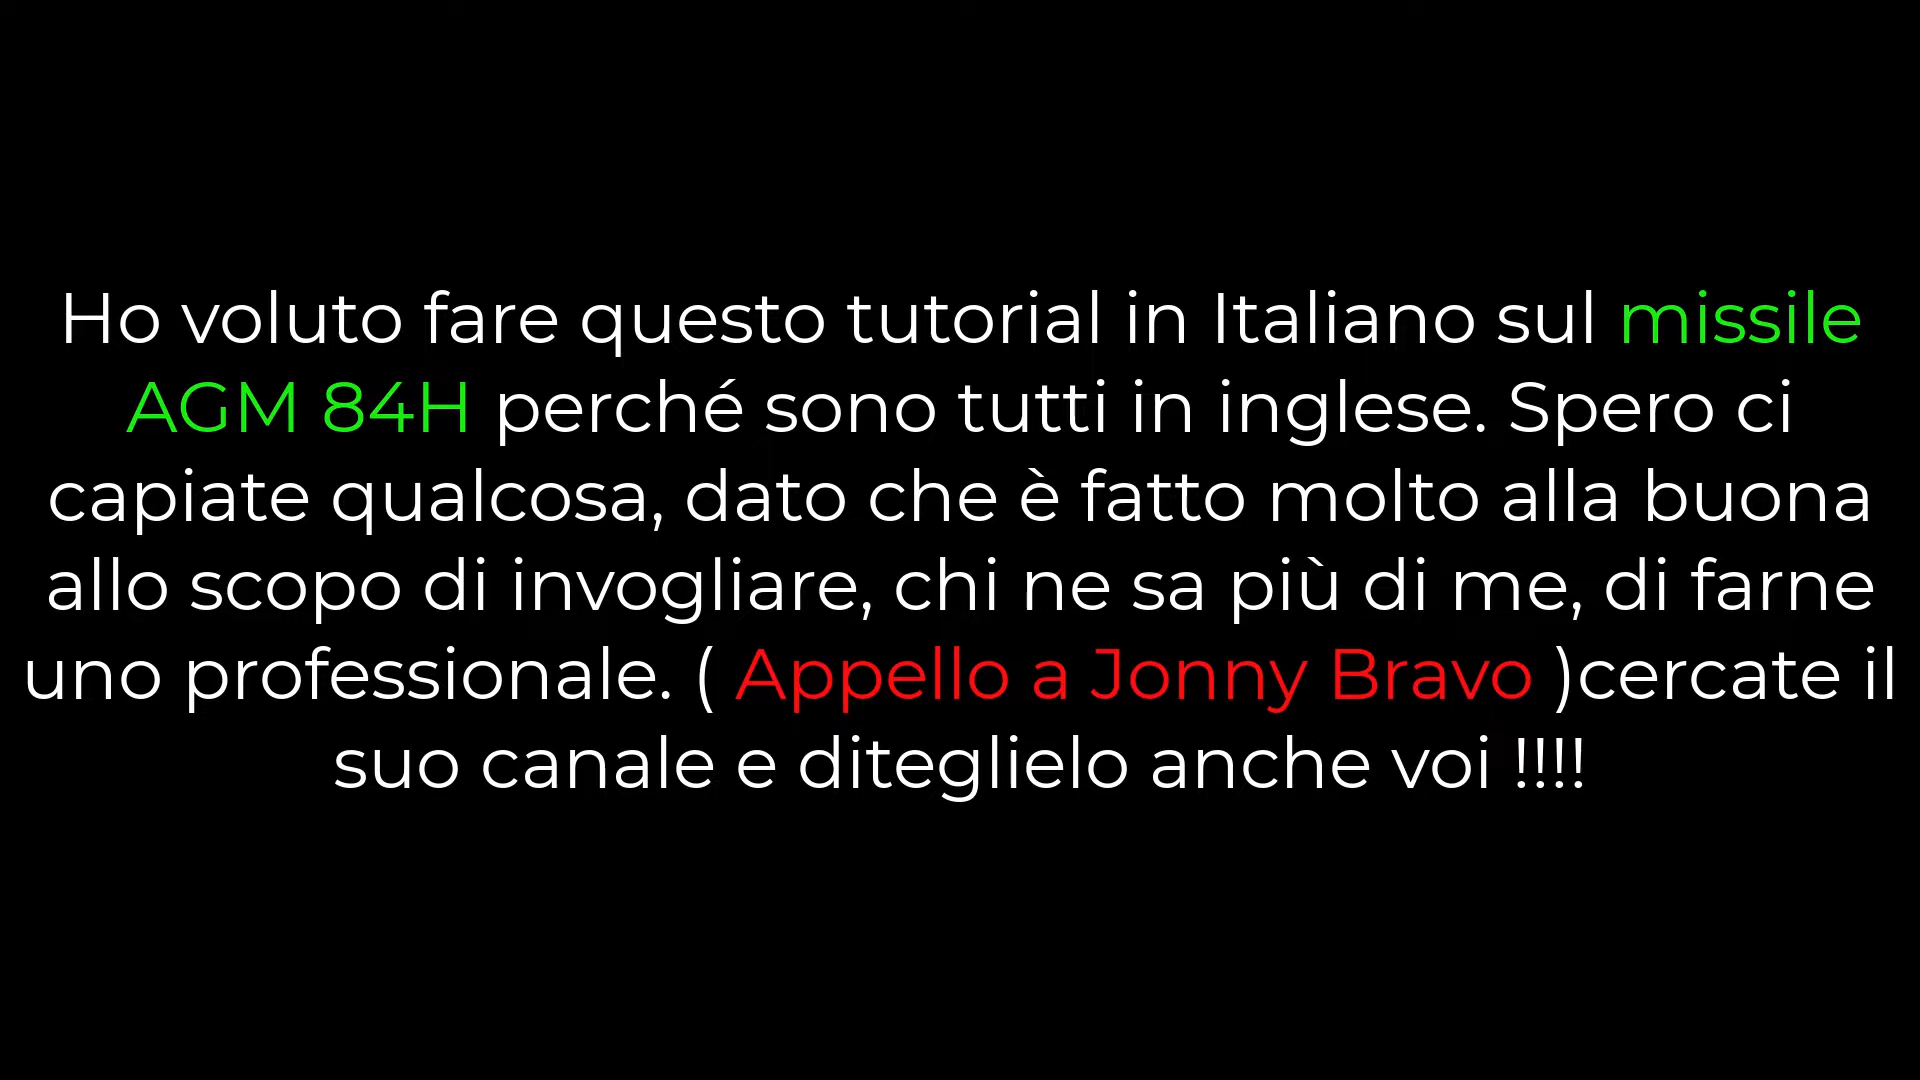 Ho voluto fare questo tutorial in Italiano sul missile
AGM 84H perché sono tutti in inglese. Spero ci
capiate qualcosa, dato che è fatto molto alla buona
allo scopo di invogliare, chi ne sa più di me, di farne
uno professionale. ( Appello a Jonny Bravo )cercate il
suo canale e diteglielo anche voi !!!!